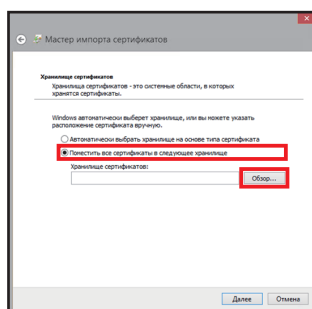 Мастер импорта сертификатов
Хранилище сертификатов
Хранилища сертификатов - это системные области, в которых
хранятся сертификаты.
Windows автоматически выберет хранилище, или вы можете указать
расположение сертификата вручную.
Автоматически выбрать хранилище на основе типа сертификата
Поместить все сертификаты в следующее хранилище
Хранилище сертификатов:
Обзор...
Далее Отмена